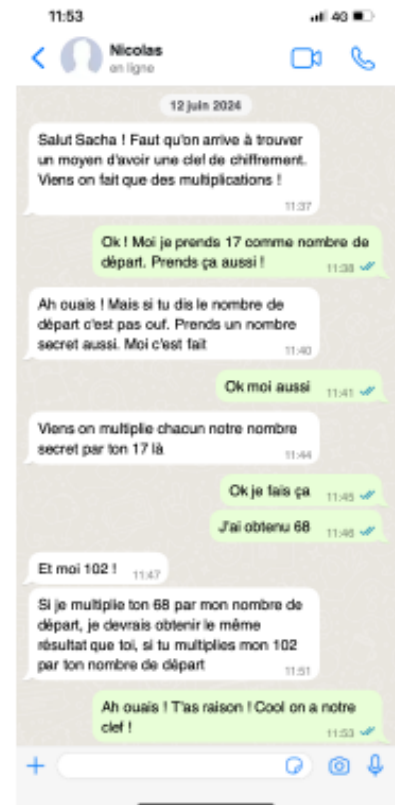 11:53
4G
Nicolas
en ligne
12 juin 2024
Salut Sacha ! Faut qu'on arrive à trouver
un moyen d'avoir une clef de chiffrement.
Viens on fait que des multiplications !
11:37
Ok ! Moi je prends 17 comme nombre de
départ. Prends ça aussi !
11:38
Ah ouais ! Mais si tu dis le nombre de
départ c'est pas ouf. Prends un nombre
secret aussi. Moi c'est fait
11:40
Ok moi aussi
11:41
Viens on multiplie chacun notre nombre
secret par ton 17 là
11:44
Ok je fais ça
11:45
J'ai obtenu 68
11:46
Et moi 102 !
11:47
Si je multiplie ton 68 par mon nombre de
départ, je devrais obtenir le même
résultat que toi, si tu multiplies mon 102
par ton nombre de départ
11:51
Ah ouais ! T'as raison ! Cool on a notre
clef !
11:53